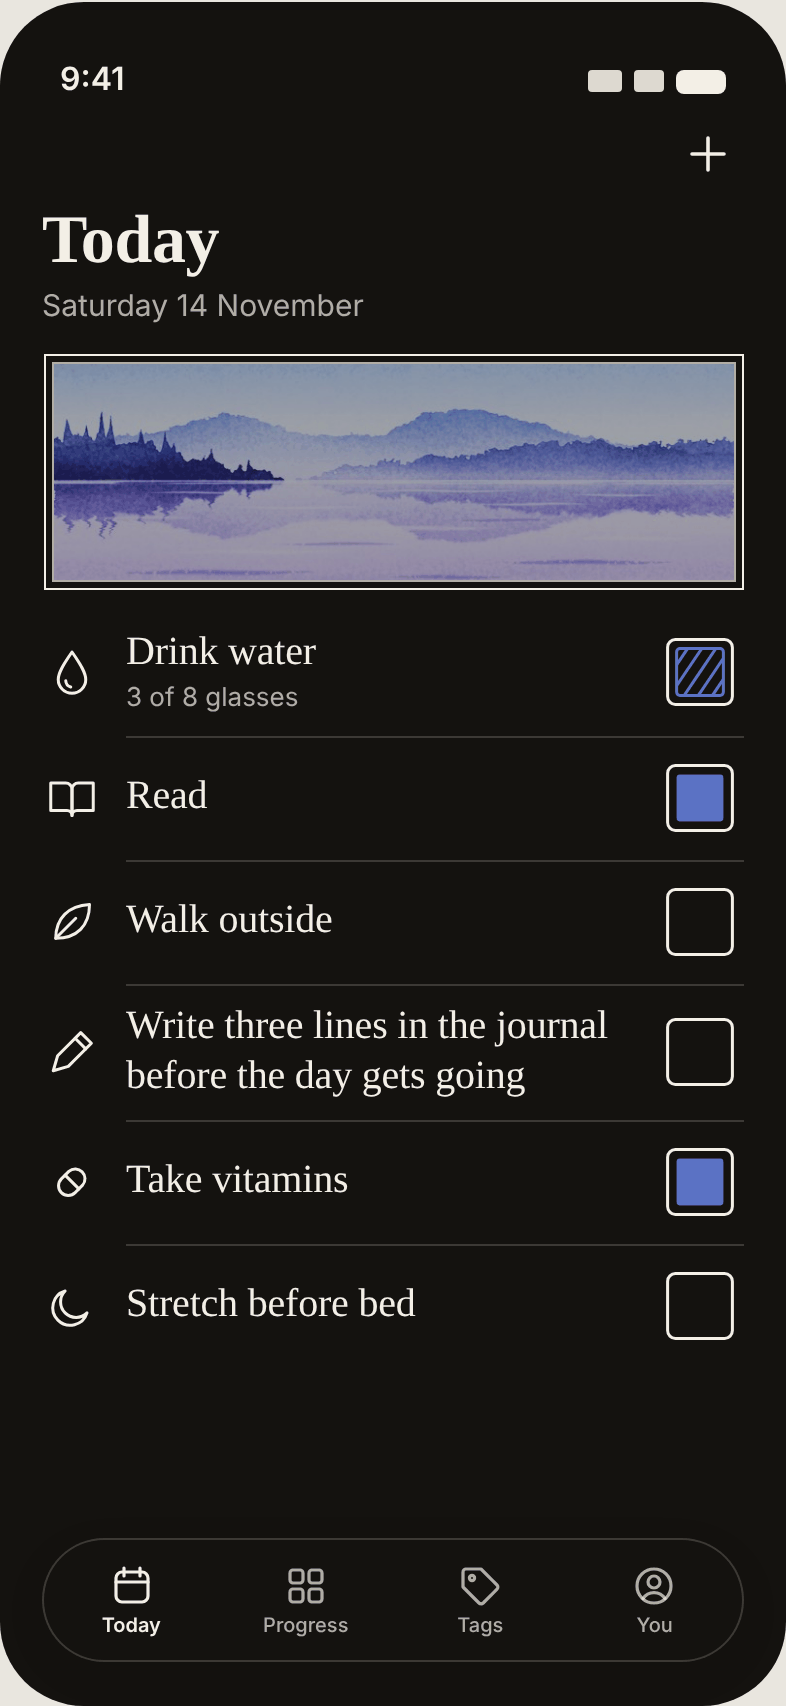 9:41
Today
Saturday 14 November
Drink water
3 of 8 glasses
Read
Walk outside
Write three lines in the journal
before the day gets going
Take vitamins
Stretch before bed
Today
Progress
Tags
You